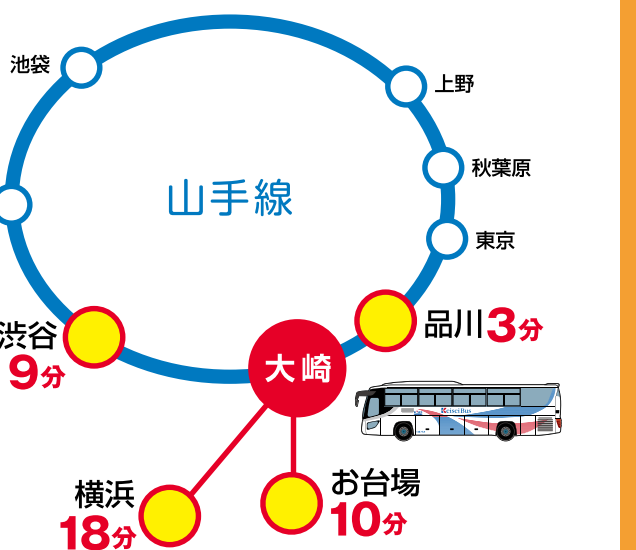 池袋
上野
山手線
秋葉原
東京
品川3分
渋谷
9分
大崎
KeiseiBus
横浜
18分
お台場
10分